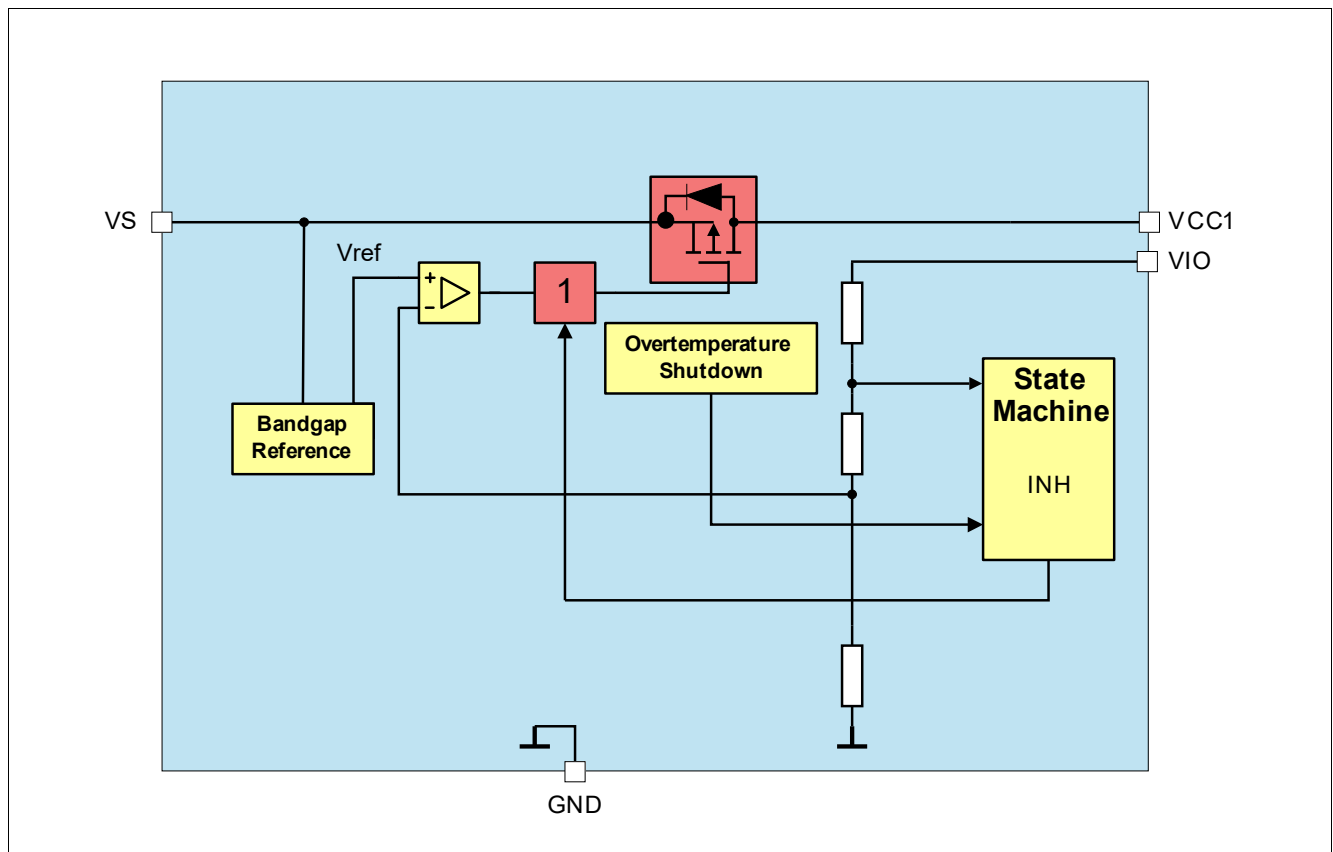 VS
VCC1
VIO
Vref
+
-
1
Overtemperature
Shutdown
State
Machine
INH
Bandgap
Reference
GND